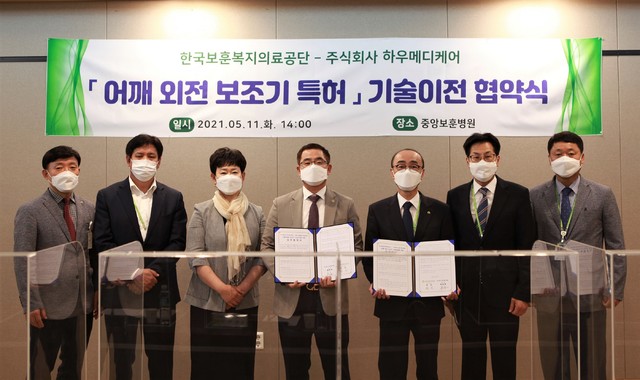 한국보훈복지의료공단 - 주식회사 하우메디케어
「어깨 외전 보조기 특허」 기술이전 협약식
일시 2021.05.11.화. 14:00 장소 중앙보훈병원